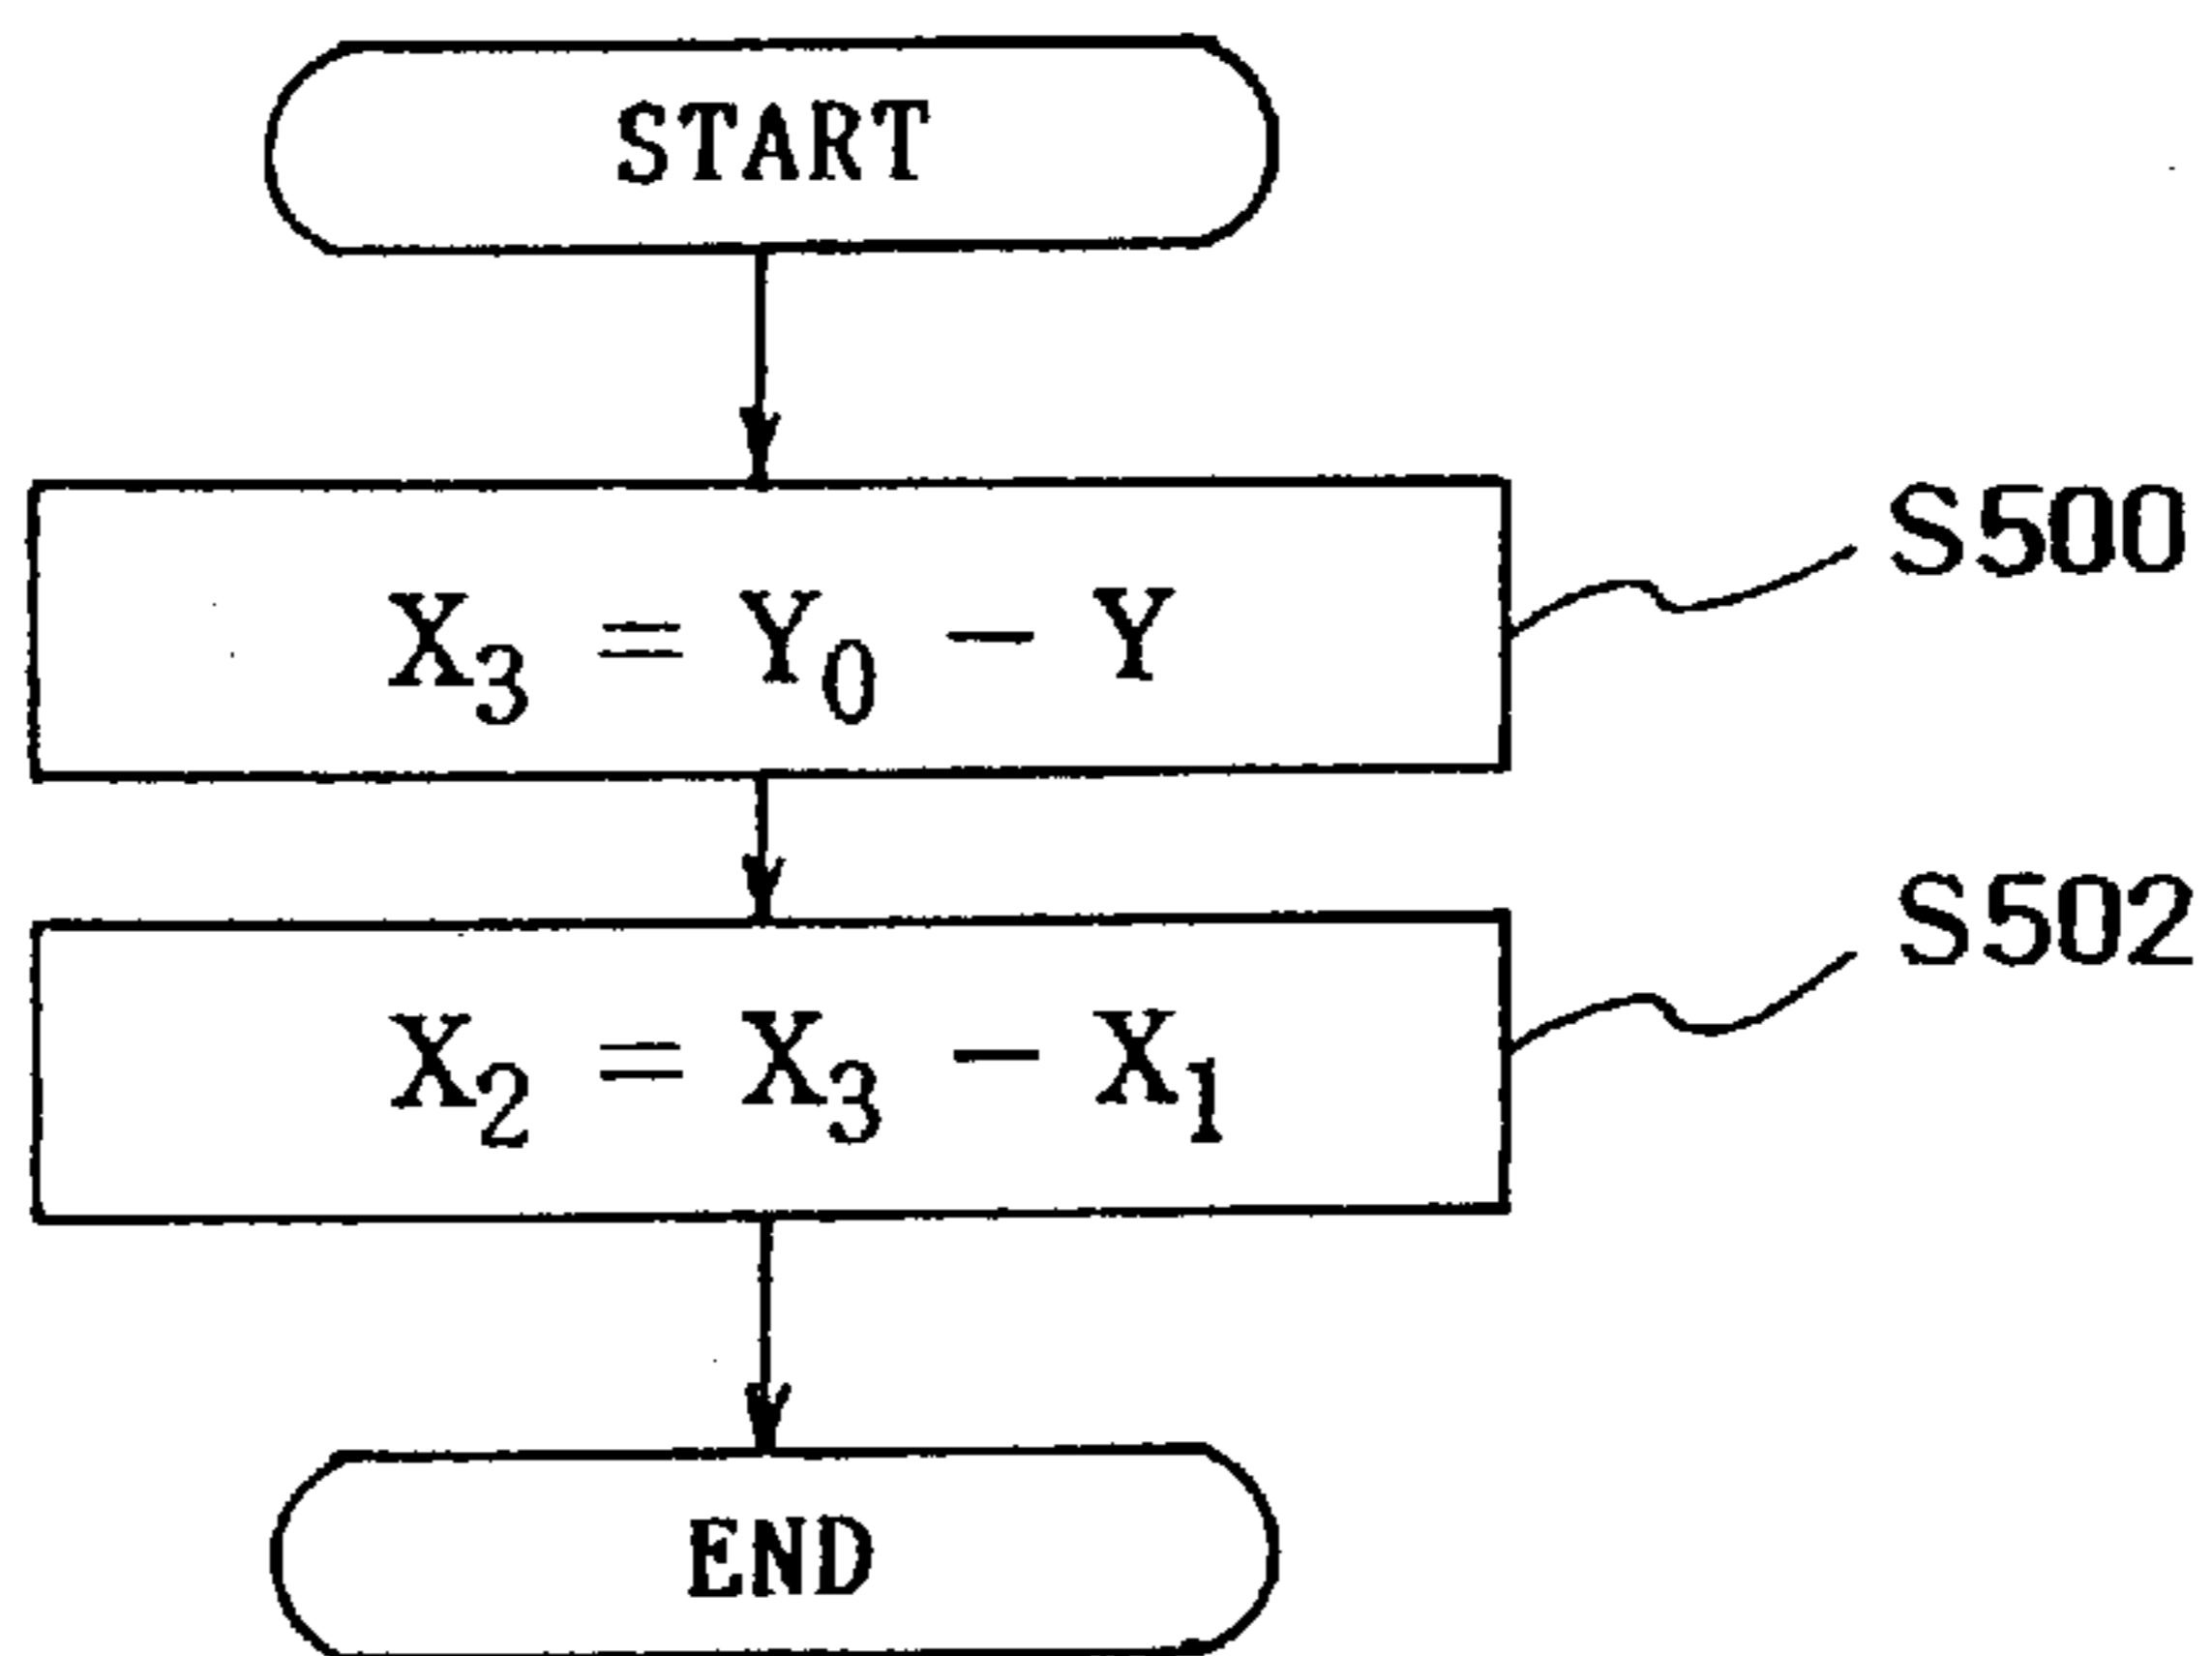 START
X₃ = Y₀ − Y
S500
X₂ = X₃ − X₁
S502
END